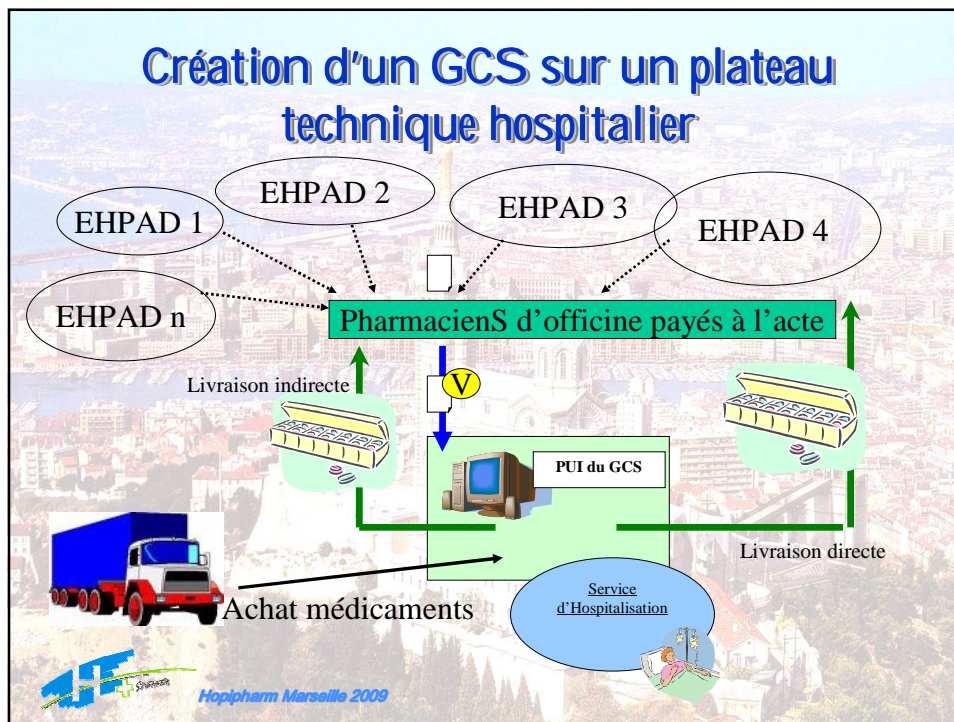 Création d'un GCS sur un plateau
technique hospitalier
EHPAD 1
EHPAD 2
EHPAD 3
EHPAD 4
EHPAD n
PharmacienS d'officine payés à l'acte
Livraison indirecte
V
PUI du GCS
Livraison directe
Achat médicaments
Service
d'Hospitalisation
Hopipharm Marseille 2009